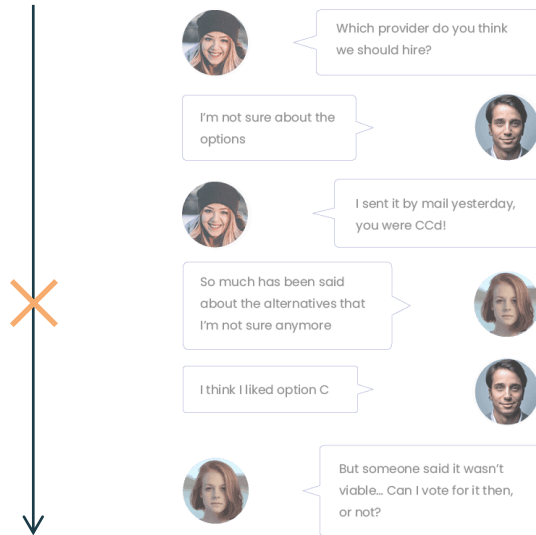 Which provider do you think
we should hire?
I'm not sure about the
options
I sent it by mail yesterday,
you were CCd!
So much has been said
about the alternatives that
I'm not sure anymore
I think I liked option C
But someone said it wasn't
viable... Can I vote for it then,
or not?